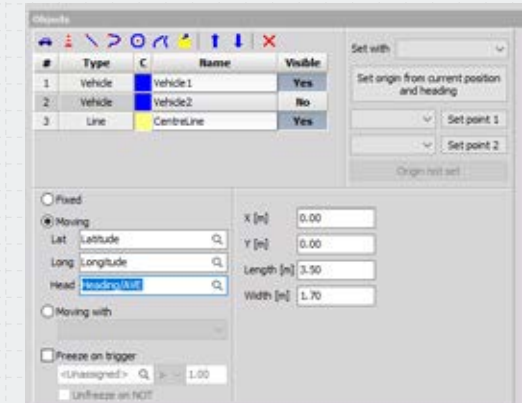 Objects
# Type C Name Visible
1 Vehicle Vehicle1 Yes
2 Vehicle Vehicle2 No
3 Line CentreLine Yes
Set with
Set origin from current position
and heading
Set point 1
Set point 2
Origin not set
Fixed
Moving
Lat Latitude
Long Longitude
Head Heading/AVE
Moving with
Freeze on trigger
<Unassigned> > 1.00
Unfreeze on NOT
X [m] 0.00
Y [m] 0.00
Length [m] 3.50
Width [m] 1.70